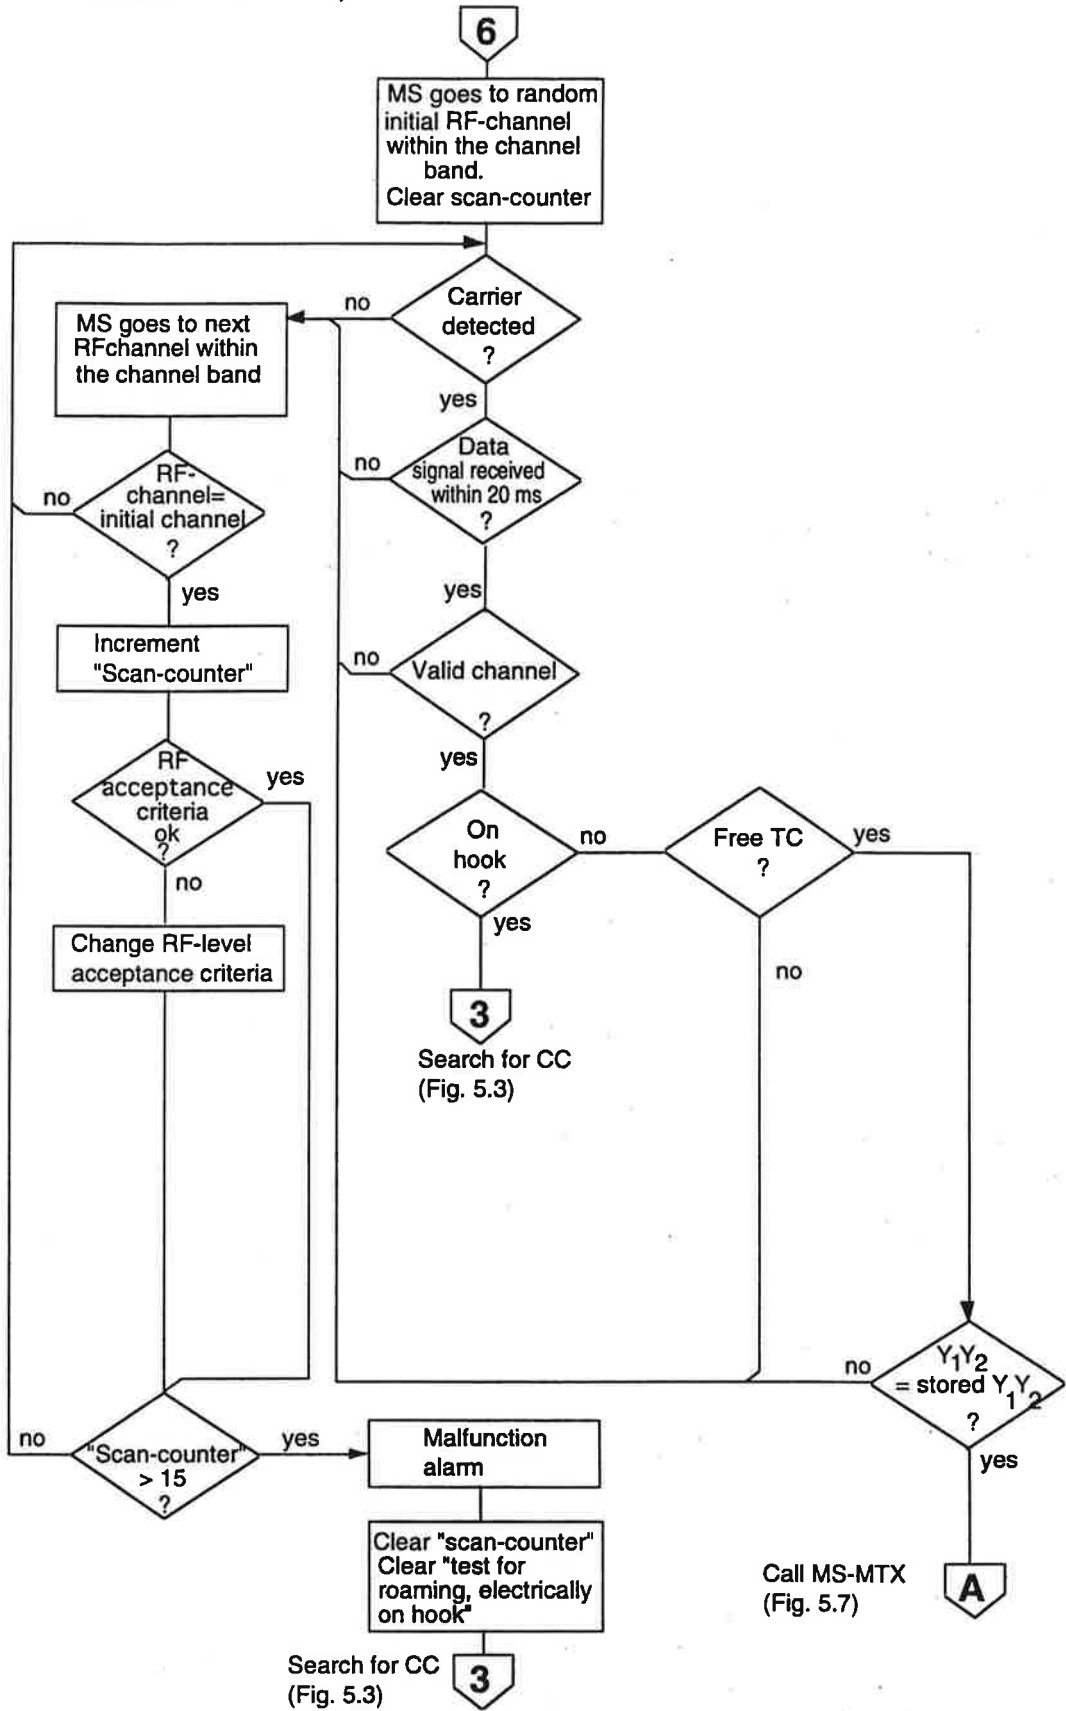 6
MS goes to random
initial RF-channel
within the channel
band.
Clear scan-counter
no
Carrier
detected
?
MS goes to next
RFchannel within
the channel band
yes
no
Data
signal received
within 20 ms
?
no
RF-
channel=
initial channel
?
yes
yes
Increment
"Scan-counter"
no
Valid channel
?
yes
RF
acceptance
criteria
ok
?
yes
no
On
hook
?
no
Free TC
?
yes
yes
no
Change RF-level
acceptance criteria
3
Search for CC
(Fig. 5.3)
no
Y1Y2
= stored Y1Y2
?
yes
no
"Scan-counter"
> 15
?
yes
Malfunction
alarm
Clear "scan-counter"
Clear "test for
roaming, electrically
on hook"
Call MS-MTX
(Fig. 5.7)
A
Search for CC
(Fig. 5.3)
3